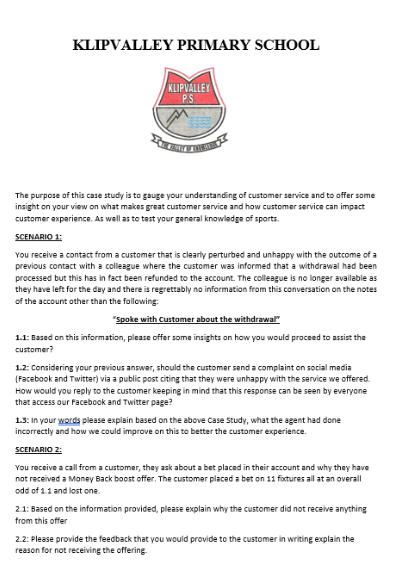 KLIPVALLEY PRIMARY SCHOOL
KLIPVALLEY
P.S.
THE VALLEY OF KNOWLEDGE
The purpose of this case study is to gauge your understanding of customer service and to offer some
insight on your view on what makes great customer service and how customer service can impact
customer experience. As well as to test your general knowledge of sports.
SCENARIO 1:
You receive a contact from a customer that is clearly perturbed and unhappy with the outcome of a
previous contact with a colleague where the customer was informed that a withdrawal had been
processed but this has in fact been refunded to the account. The colleague is no longer available as
they have left for the day and there is regrettably no information from this conversation on the notes
of the account other than the following:
"Spoke with Customer about the withdrawal"
1.1: Based on this information, please offer some insights on how you would proceed to assist the
customer?
1.2: Considering your previous answer, should the customer send a complaint on social media
(Facebook and Twitter) via a public post citing that they were unhappy with the service we offered.
How would you reply to the customer keeping in mind that this response can be seen by everyone
that access our Facebook and Twitter page?
1.3: In your words please explain based on the above Case Study, what the agent had done
incorrectly and how we could improve on this to better the customer experience.
SCENARIO 2:
You receive a call from a customer, they ask about a bet placed in their account and why they have
not received a Money Back boost offer. The customer placed a bet on 11 fixtures all at an overall
odd of 1.1 and lost one.
2.1: Based on the information provided, please explain why the customer did not receive anything
from this offer
2.2: Please provide the feedback that you would provide to the customer in writing explain the
reason for not receiving the offering.